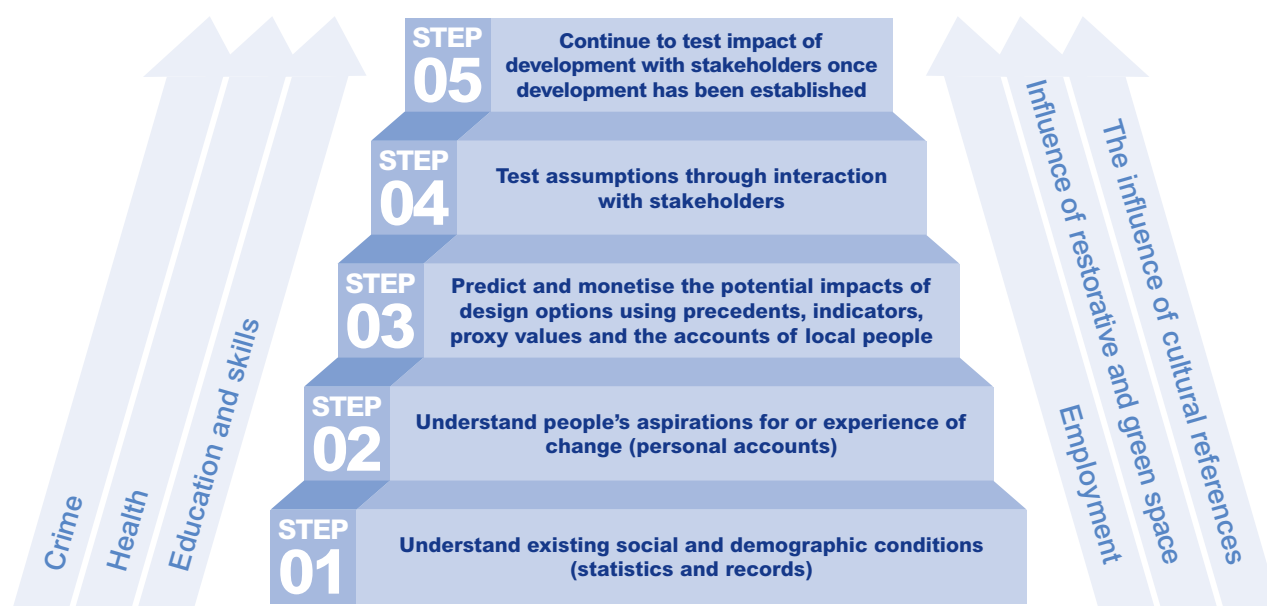 STEP
05
Continue to test impact of
development with stakeholders once
development has been established
STEP
04
Test assumptions through interaction
with stakeholders
STEP
03
Predict and monetise the potential impacts of
design options using precedents, indicators,
proxy values and the accounts of local people
STEP
02
Understand people’s aspirations for or experience of
change (personal accounts)
STEP
01
Understand existing social and demographic conditions
(statistics and records)
Crime
Health
Education and skills
Employment
Influence of restorative and green space
The influence of cultural references